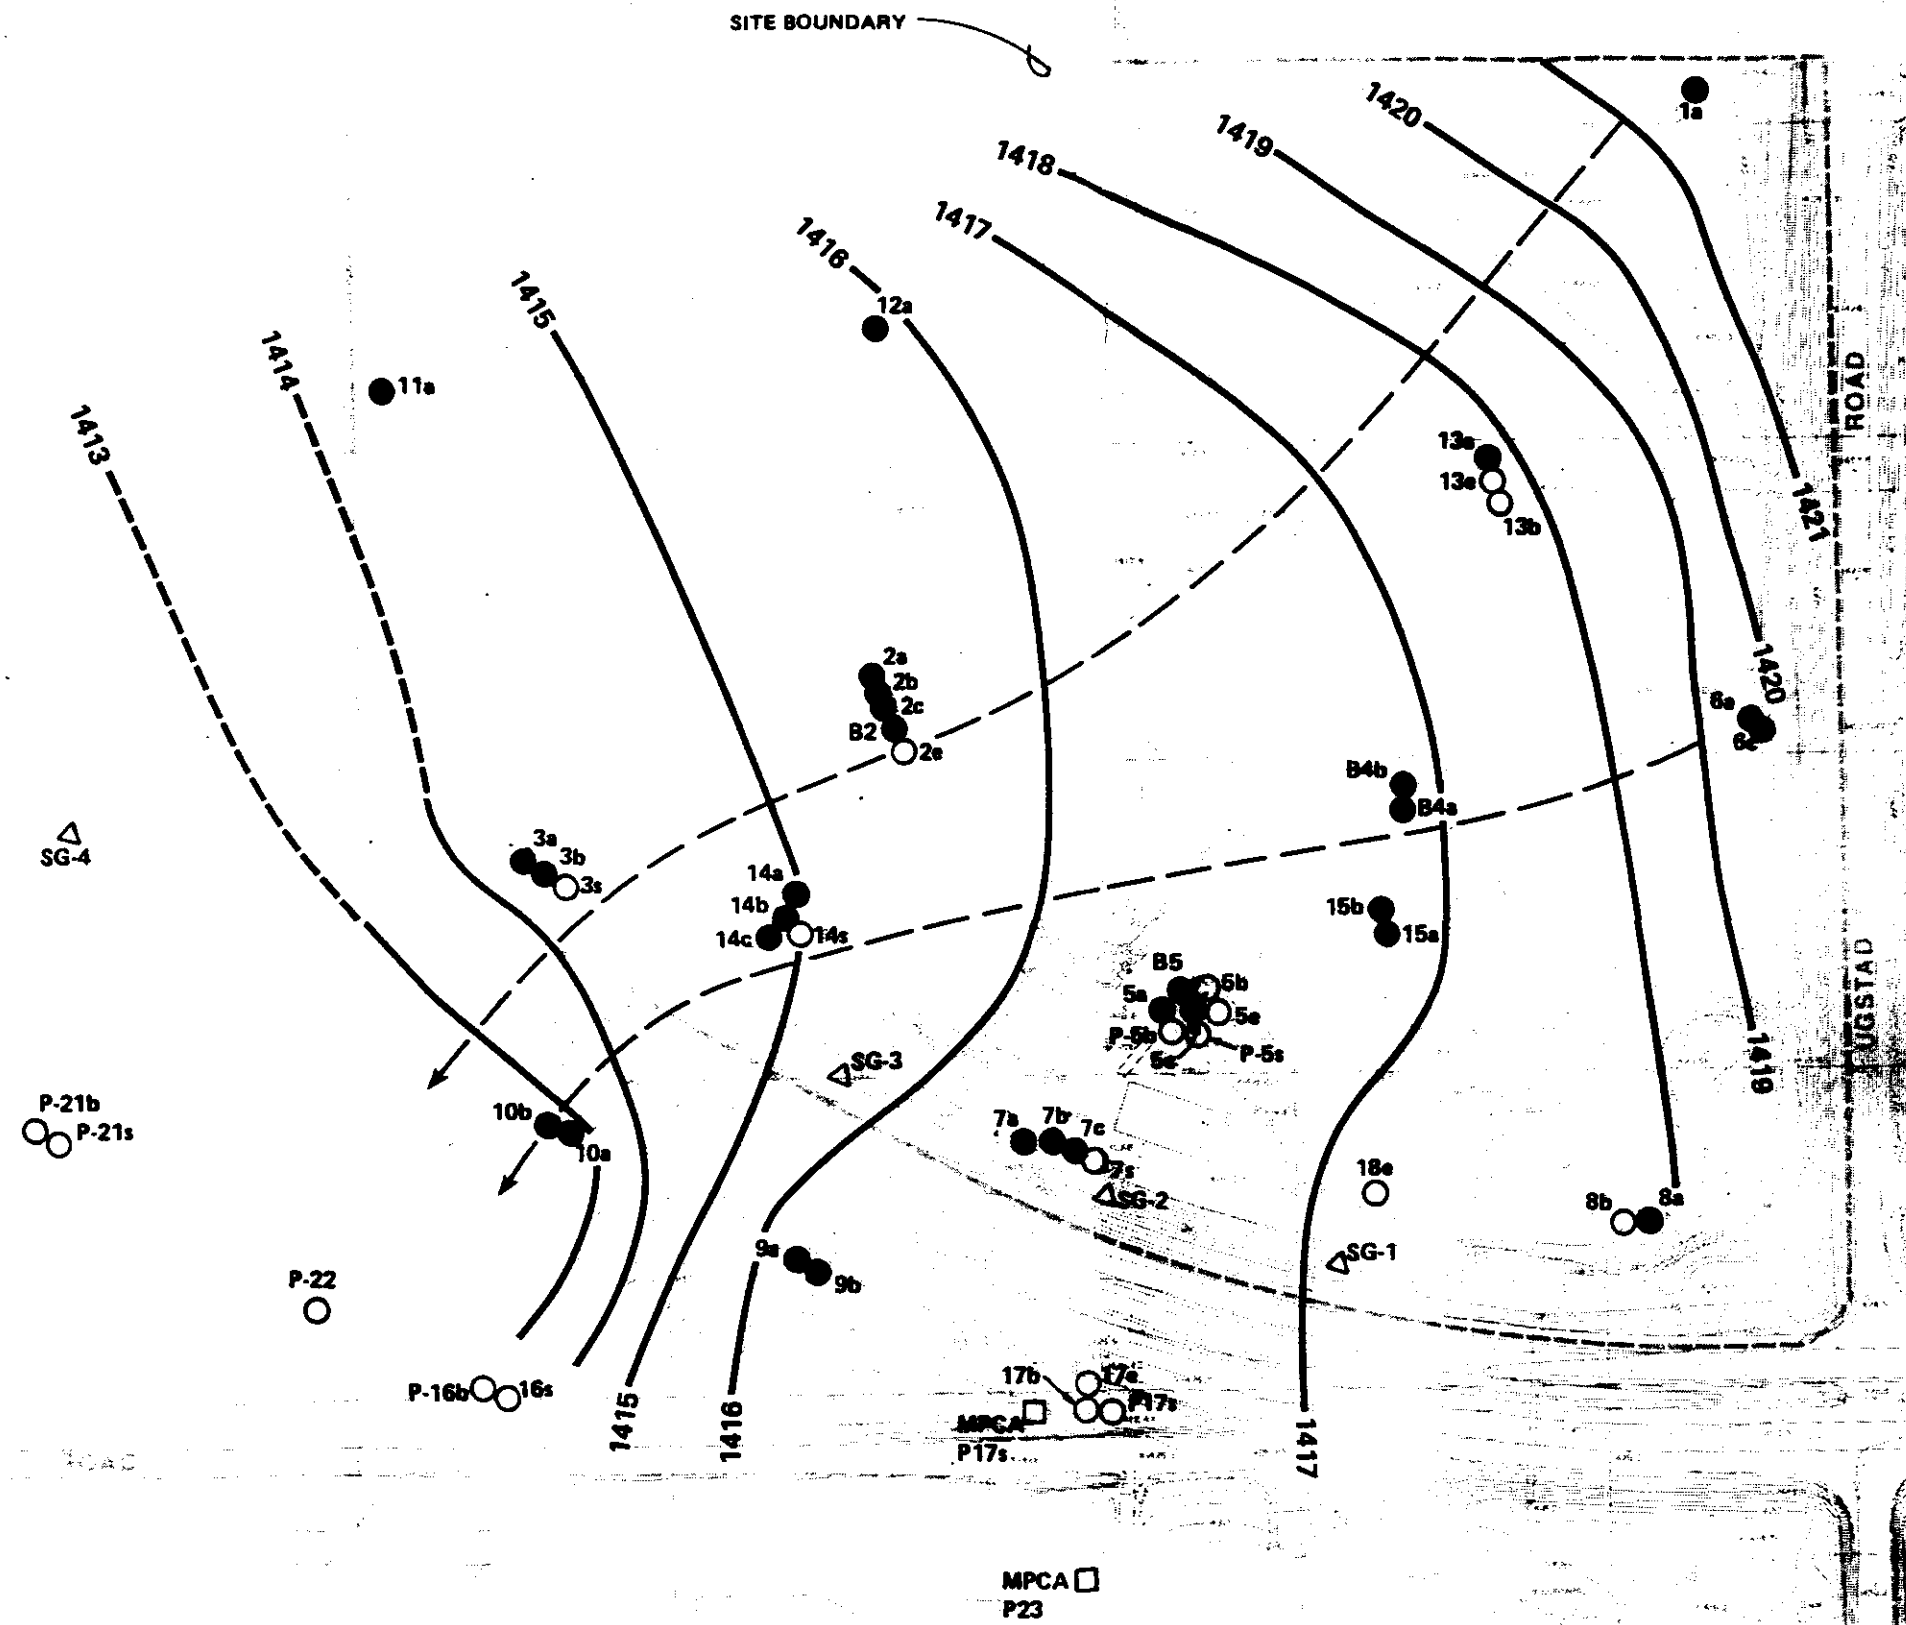 SITE BOUNDARY
1a
1420
1419
1418
1417
1416
12a
1415
1414
11a
1413
ROAD
13a
13e
13b
1421
2a
2b
2c
B2
2e
1420
6a
B4b
B4a
SG-4
3a
3b
3s
14a
14b
14c
14s
15b
15a
B5
5b
5a
5e
P-5b
P-5s
5c
UGSTAD
1419
SG-3
P-21b
P-21s
10b
10a
7a
7b
7c
7s
SG-2
18e
8b
8a
SG-1
9a
9b
P-22
P-16b
16s
1415
1416
17b
17e
P17s
MPCA
P17s
1417
ROAD
MPCA
P23